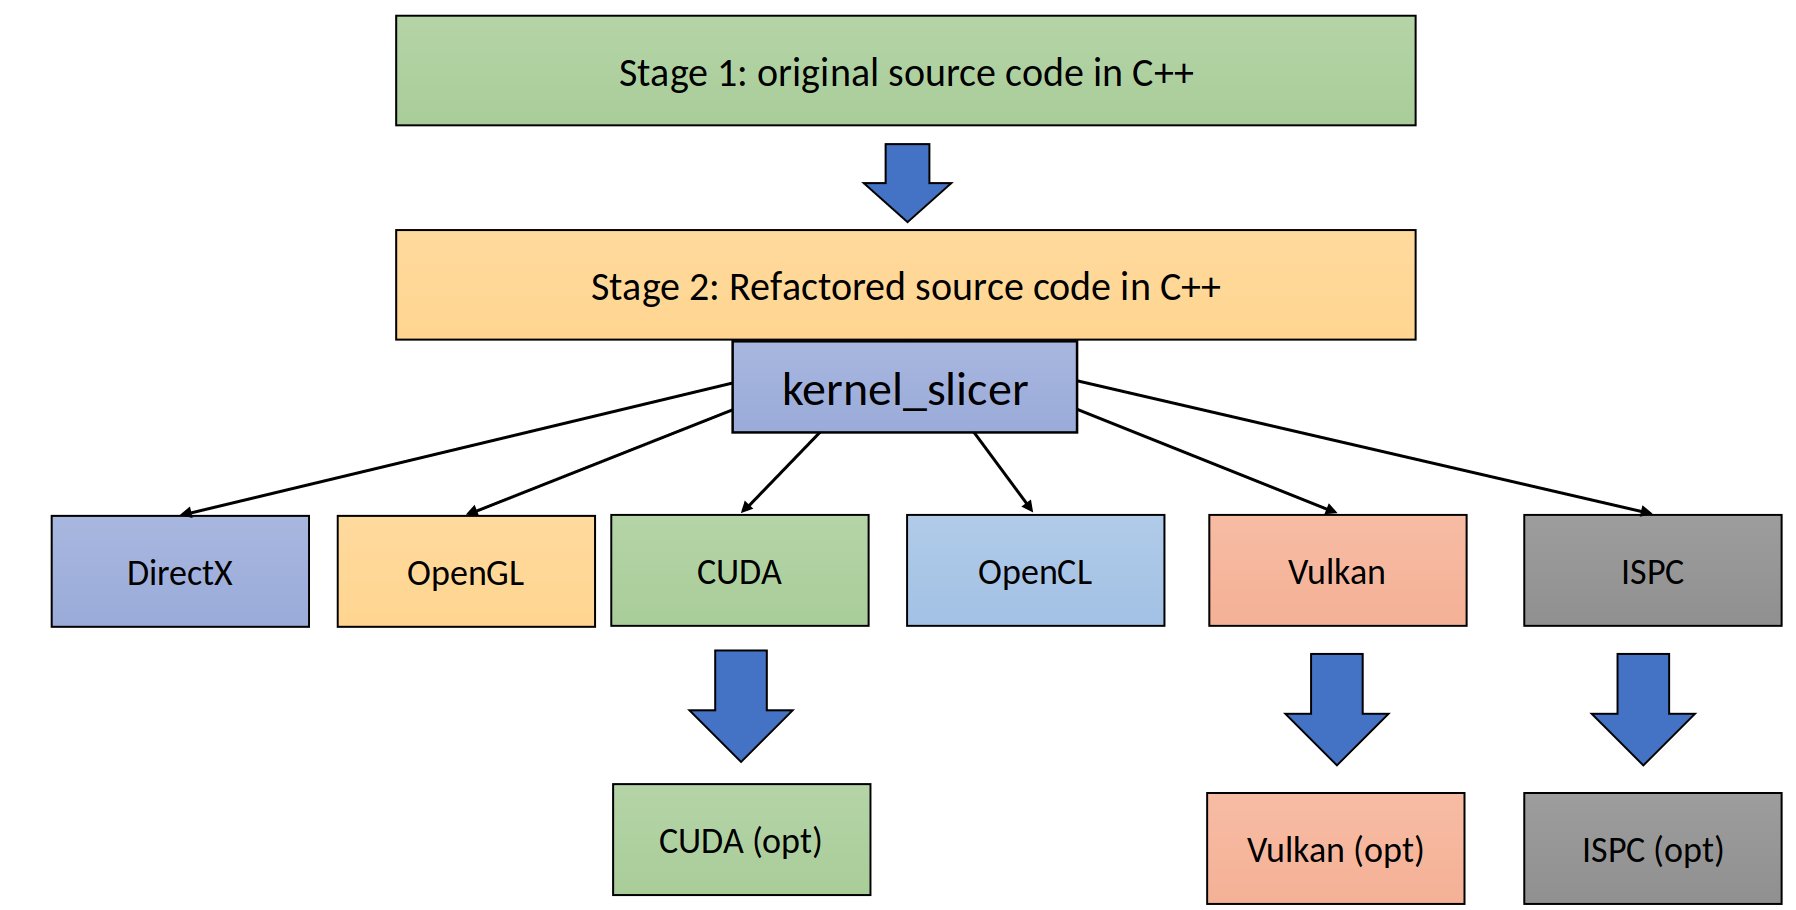 Stage 1: original source code in C++
Stage 2: Refactored source code in C++
kernel_slicer
DirectX
OpenGL
CUDA
OpenCL
Vulkan
ISPC
CUDA (opt)
Vulkan (opt)
ISPC (opt)